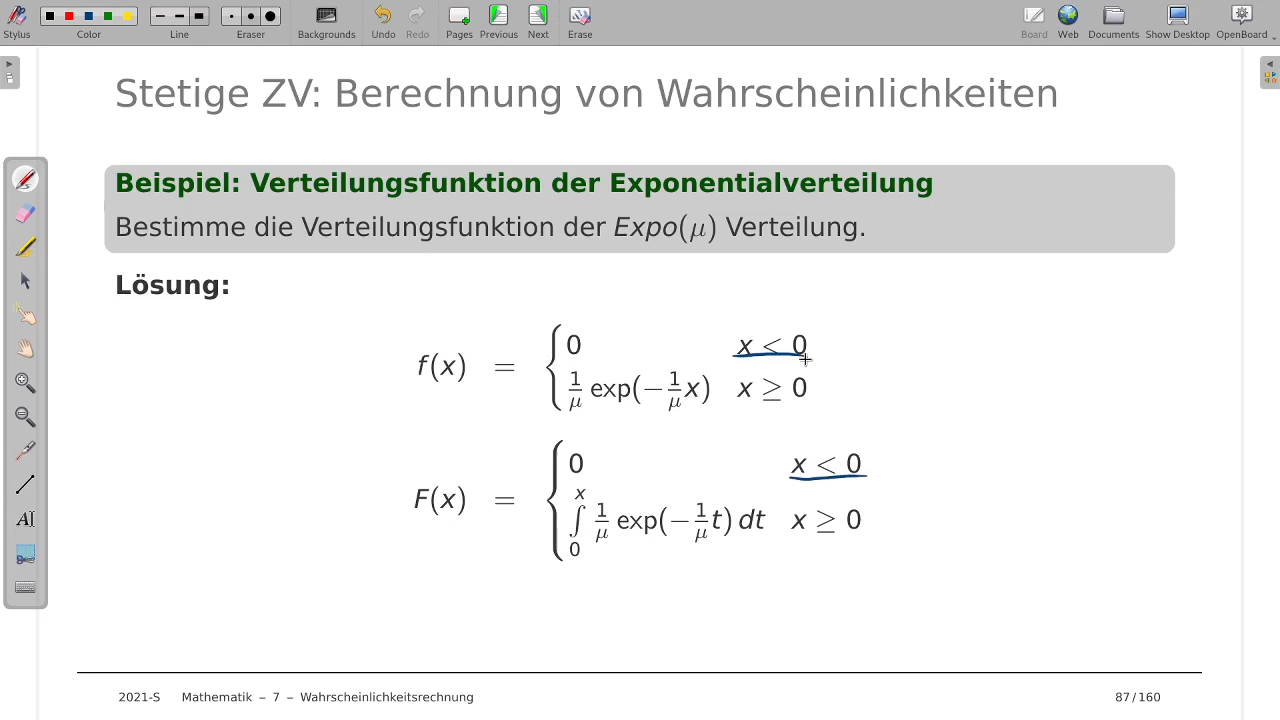 Stylus Color Line Eraser Backgrounds Undo Redo Pages Previous Next Erase Board Web Documents Show Desktop OpenBoard
Stetige ZV: Berechnung von Wahrscheinlichkeiten
Beispiel: Verteilungsfunktion der Exponentialverteilung
Bestimme die Verteilungsfunktion der Expo(μ) Verteilung.
Lösung:
f(x) = { 0 x < 0
1/μ exp(−1/μ x) x ≥ 0
F(x) = { 0 x < 0
∫₀ˣ 1/μ exp(−1/μ t) dt x ≥ 0
2021-S Mathematik – 7 – Wahrscheinlichkeitsrechnung 87/160